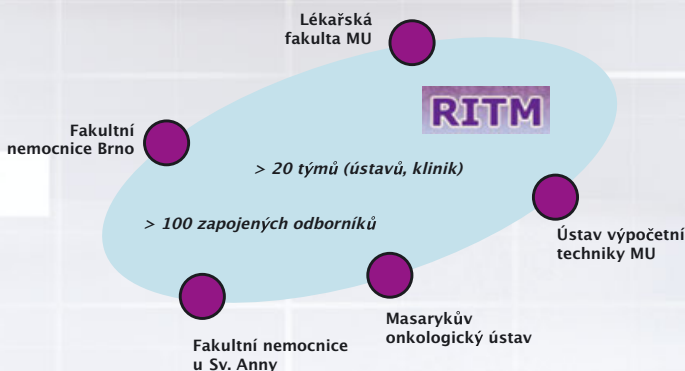 Lékařská
fakulta MU
RITM
Fakultní
nemocnice Brno
> 20 týmů (ústavů, klinik)
> 100 zapojených odborníků
Ústav výpočetní
techniky MU
Masarykův
onkologický ústav
Fakultní nemocnice
u Sv. Anny